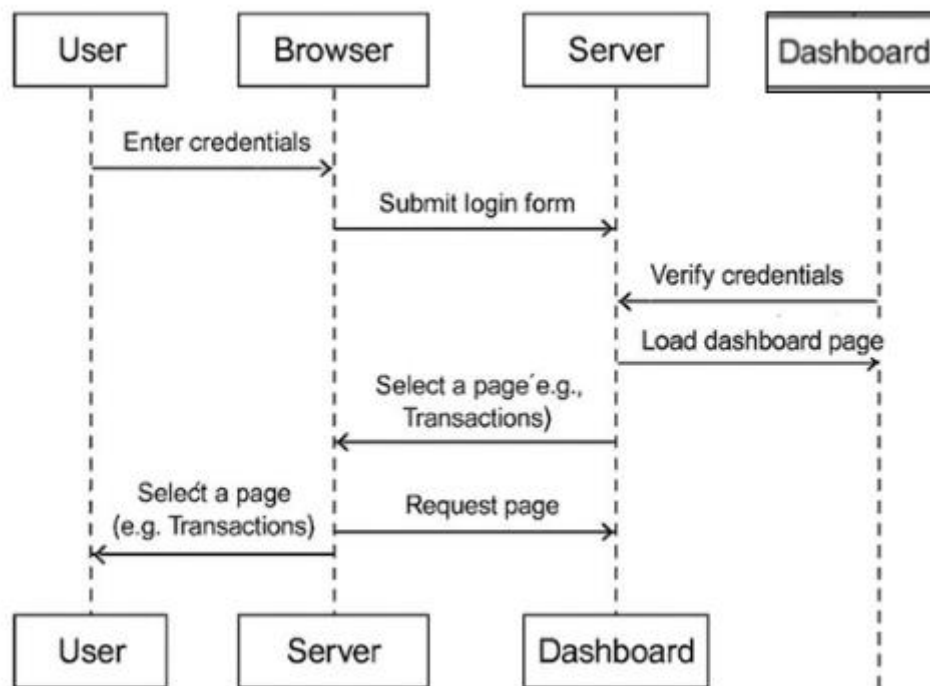 User
Browser
Server
Dashboard
Enter credentials
Submit login form
Verify credentials
Load dashboard page
Select a page´e.g.,
Transactions)
Select a page
(e.g. Transactions)
Request page
User
Server
Dashboard